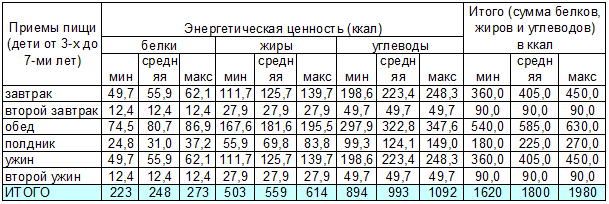 Приемы пищи (дети от 3-х до 7-ми лет) Энергетическая ценность (ккал) Итого (сумма белков, жиров и углеводов) в ккал
белки жиры углеводы
мин средняя макс мин средняя макс мин средняя макс мин средняя макс
завтрак 49,7 55,9 62,1 111,7 125,7 139,7 198,6 223,4 248,3 360,0 405,0 450,0
второй завтрак 12,4 12,4 12,4 27,9 27,9 27,9 49,7 49,7 49,7 90,0 90,0 90,0
обед 74,5 80,7 86,9 167,6 181,6 195,5 297,9 322,8 347,6 540,0 585,0 630,0
полдник 24,8 31,0 37,2 55,9 69,8 83,8 99,3 124,1 149,0 180,0 225,0 270,0
ужин 49,7 55,9 62,1 111,7 125,7 139,7 198,6 223,4 248,3 360,0 405,0 450,0
второй ужин 12,4 12,4 12,4 27,9 27,9 27,9 49,7 49,7 49,7 90,0 90,0 90,0
ИТОГО 223 248 273 503 559 614 894 993 1092 1620 1800 1980